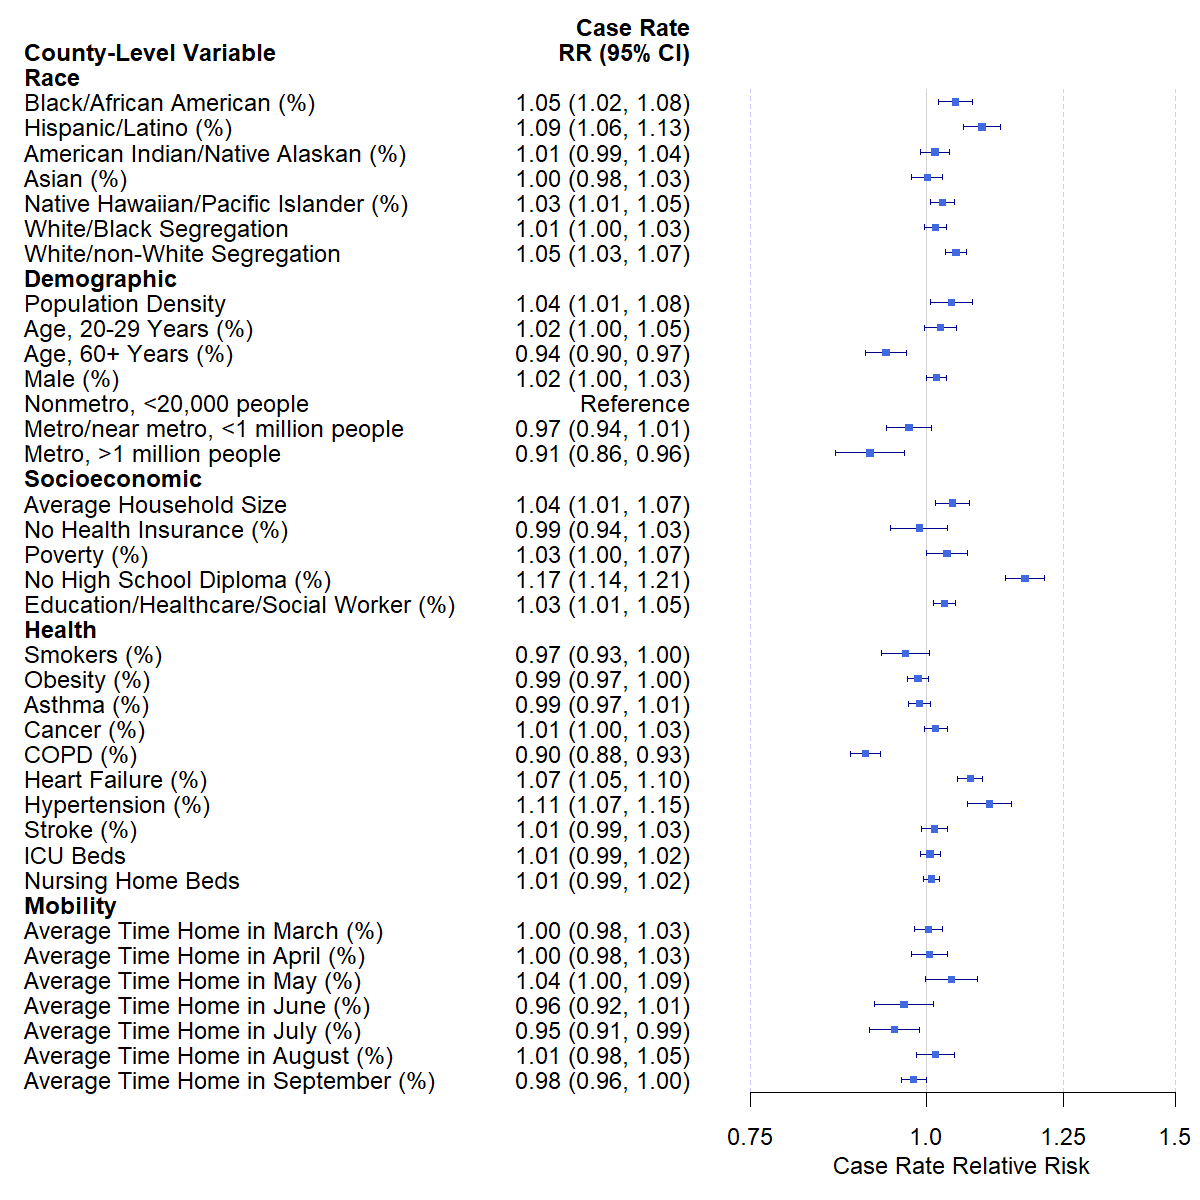 Case Rate
County-Level Variable RR (95% CI)
Race
Black/African American (%) 1.05 (1.02, 1.08)
Hispanic/Latino (%) 1.09 (1.06, 1.13)
American Indian/Native Alaskan (%) 1.01 (0.99, 1.04)
Asian (%) 1.00 (0.98, 1.03)
Native Hawaiian/Pacific Islander (%) 1.03 (1.01, 1.05)
White/Black Segregation 1.01 (1.00, 1.03)
White/non-White Segregation 1.05 (1.03, 1.07)
Demographic
Population Density 1.04 (1.01, 1.08)
Age, 20-29 Years (%) 1.02 (1.00, 1.05)
Age, 60+ Years (%) 0.94 (0.90, 0.97)
Male (%) 1.02 (1.00, 1.03)
Nonmetro, <20,000 people Reference
Metro/near metro, <1 million people 0.97 (0.94, 1.01)
Metro, >1 million people 0.91 (0.86, 0.96)
Socioeconomic
Average Household Size 1.04 (1.01, 1.07)
No Health Insurance (%) 0.99 (0.94, 1.03)
Poverty (%) 1.03 (1.00, 1.07)
No High School Diploma (%) 1.17 (1.14, 1.21)
Education/Healthcare/Social Worker (%) 1.03 (1.01, 1.05)
Health
Smokers (%) 0.97 (0.93, 1.00)
Obesity (%) 0.99 (0.97, 1.00)
Asthma (%) 0.99 (0.97, 1.01)
Cancer (%) 1.01 (1.00, 1.03)
COPD (%) 0.90 (0.88, 0.93)
Heart Failure (%) 1.07 (1.05, 1.10)
Hypertension (%) 1.11 (1.07, 1.15)
Stroke (%) 1.01 (0.99, 1.03)
ICU Beds 1.01 (0.99, 1.02)
Nursing Home Beds 1.01 (0.99, 1.02)
Mobility
Average Time Home in March (%) 1.00 (0.98, 1.03)
Average Time Home in April (%) 1.00 (0.98, 1.03)
Average Time Home in May (%) 1.04 (1.00, 1.09)
Average Time Home in June (%) 0.96 (0.92, 1.01)
Average Time Home in July (%) 0.95 (0.91, 0.99)
Average Time Home in August (%) 1.01 (0.98, 1.05)
Average Time Home in September (%) 0.98 (0.96, 1.00)
0.75 1.0 1.25 1.5
Case Rate Relative Risk